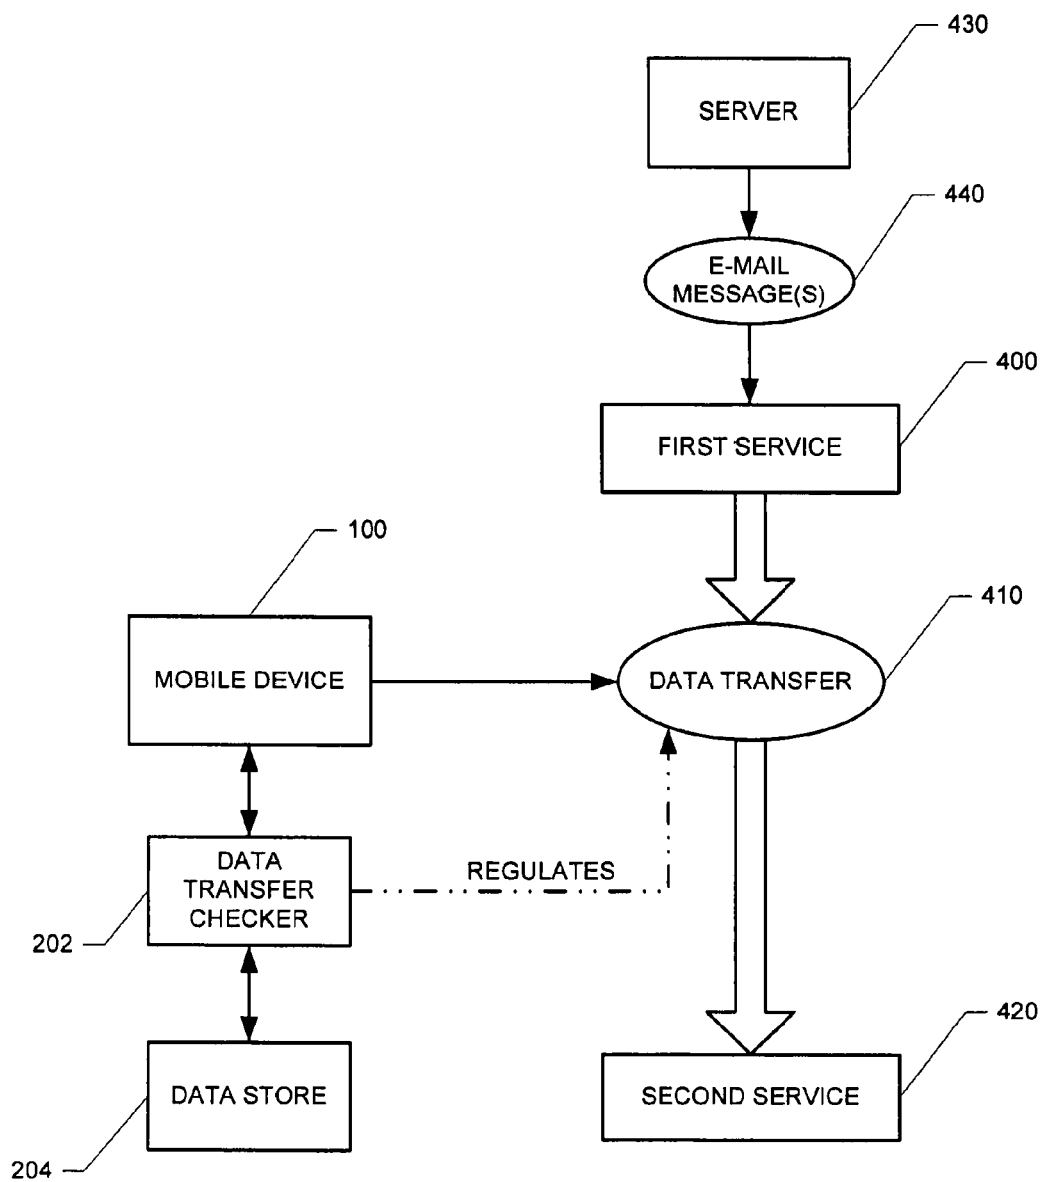 430
SERVER
440
E-MAIL
MESSAGE(S)
400
FIRST SERVICE
100
410
MOBILE DEVICE
DATA TRANSFER
DATA
TRANSFER
CHECKER
REGULATES
202
420
DATA STORE
SECOND SERVICE
204